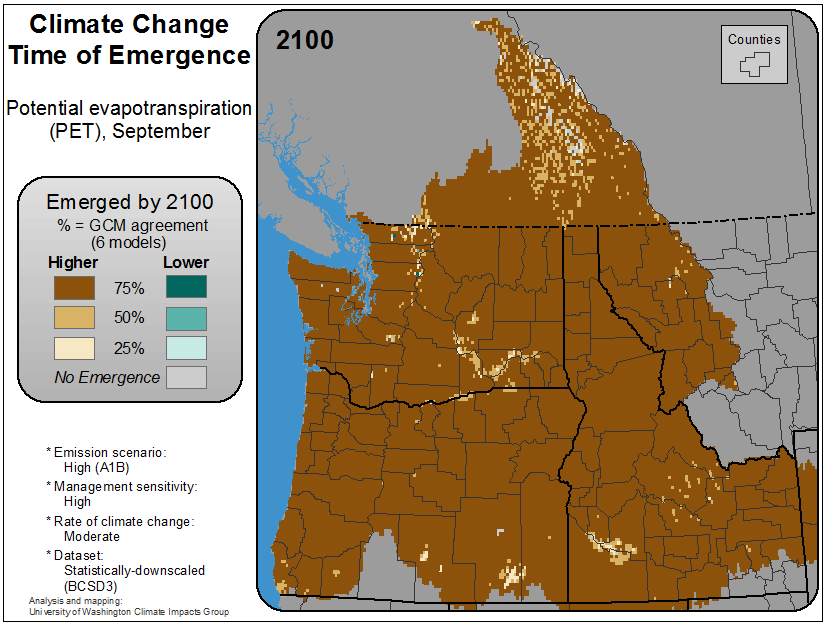 Climate Change
Time of Emergence
Potential evapotranspiration
(PET), September
Emerged by 2100
% = GCM agreement
(6 models)
Higher Lower
75%
50%
25%
No Emergence
* Emission scenario:
High (A1B)
* Management sensitivity:
High
* Rate of climate change:
Moderate
* Dataset:
Statistically-downscaled
(BCSD3)
Analysis and mapping:
University of Washington Climate Impacts Group
2100
Counties